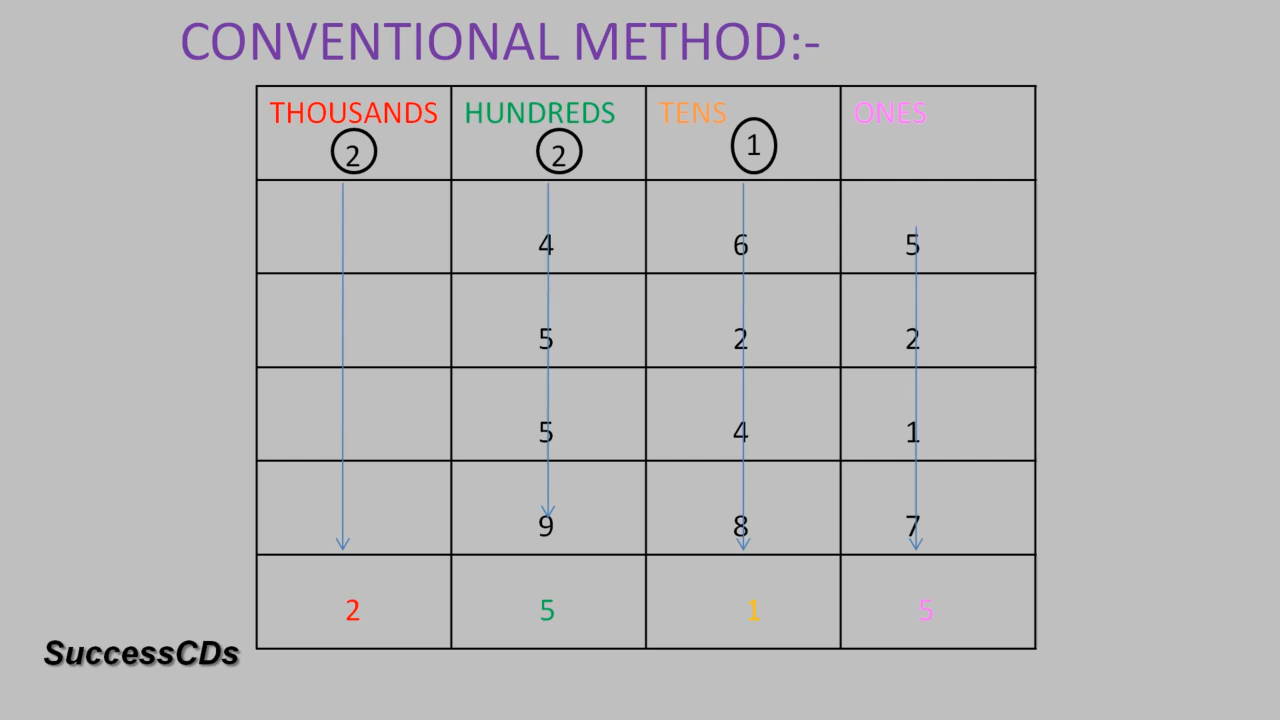 CONVENTIONAL METHOD:-
THOUSANDS HUNDREDS TENS ONES
2 2 1
4 6 5
5 2 2
5 4 1
9 8 7
2 5 1 5
SuccessCDs